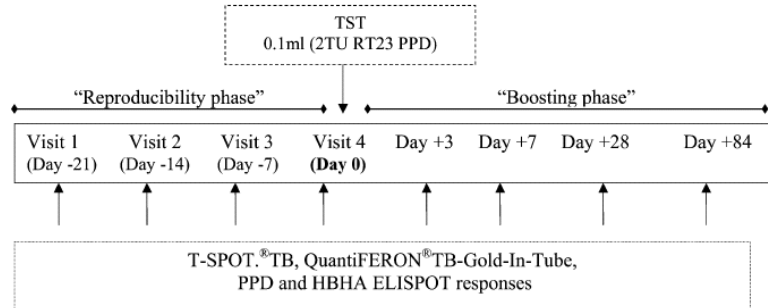 TST
0.1ml (2TU RT23 PPD)
“Reproducibility phase” “Boosting phase”
Visit 1 Visit 2 Visit 3 Visit 4 Day +3 Day +7 Day +28 Day +84
(Day -21) (Day -14) (Day -7) (Day 0)
T-SPOT.®TB, QuantiFERON®TB-Gold-In-Tube,
PPD and HBHA ELISPOT responses